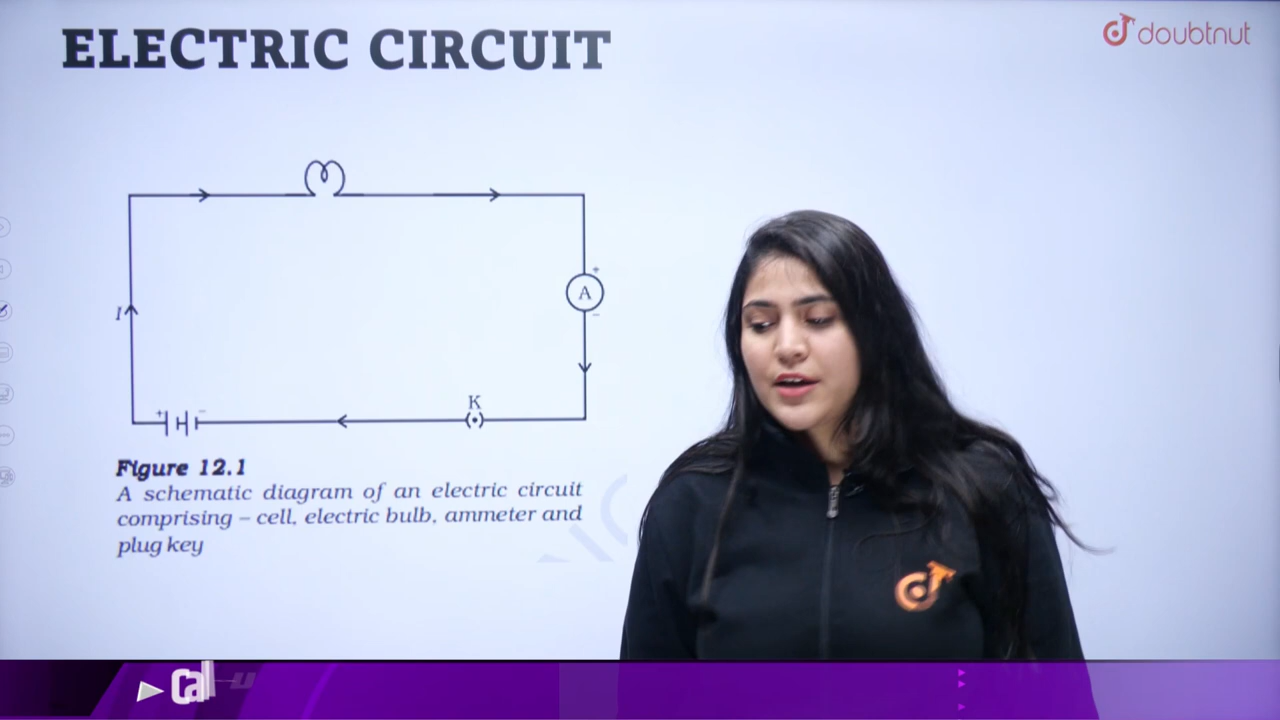 ELECTRIC CIRCUIT
doubtnut
+
A
−
I
K
+
−
Figure 12.1
A schematic diagram of an electric circuit
comprising – cell, electric bulb, ammeter and
plug key
Cal